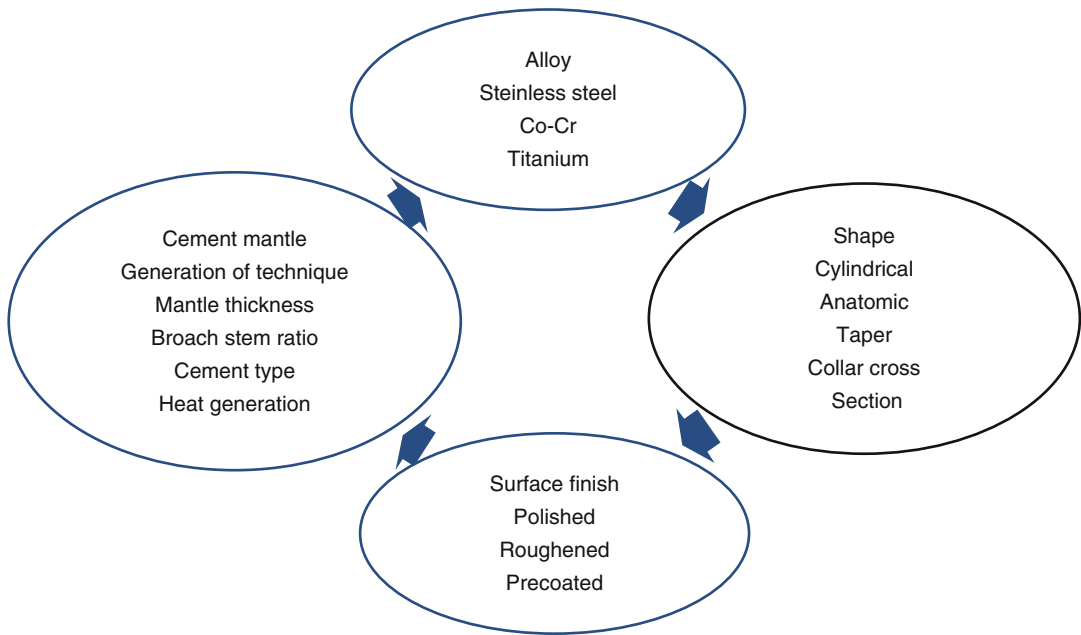 Alloy
Steinless steel
Co-Cr
Titanium
Cement mantle
Generation of technique
Mantle thickness
Broach stem ratio
Cement type
Heat generation
Shape
Cylindrical
Anatomic
Taper
Collar cross
Section
Surface finish
Polished
Roughened
Precoated